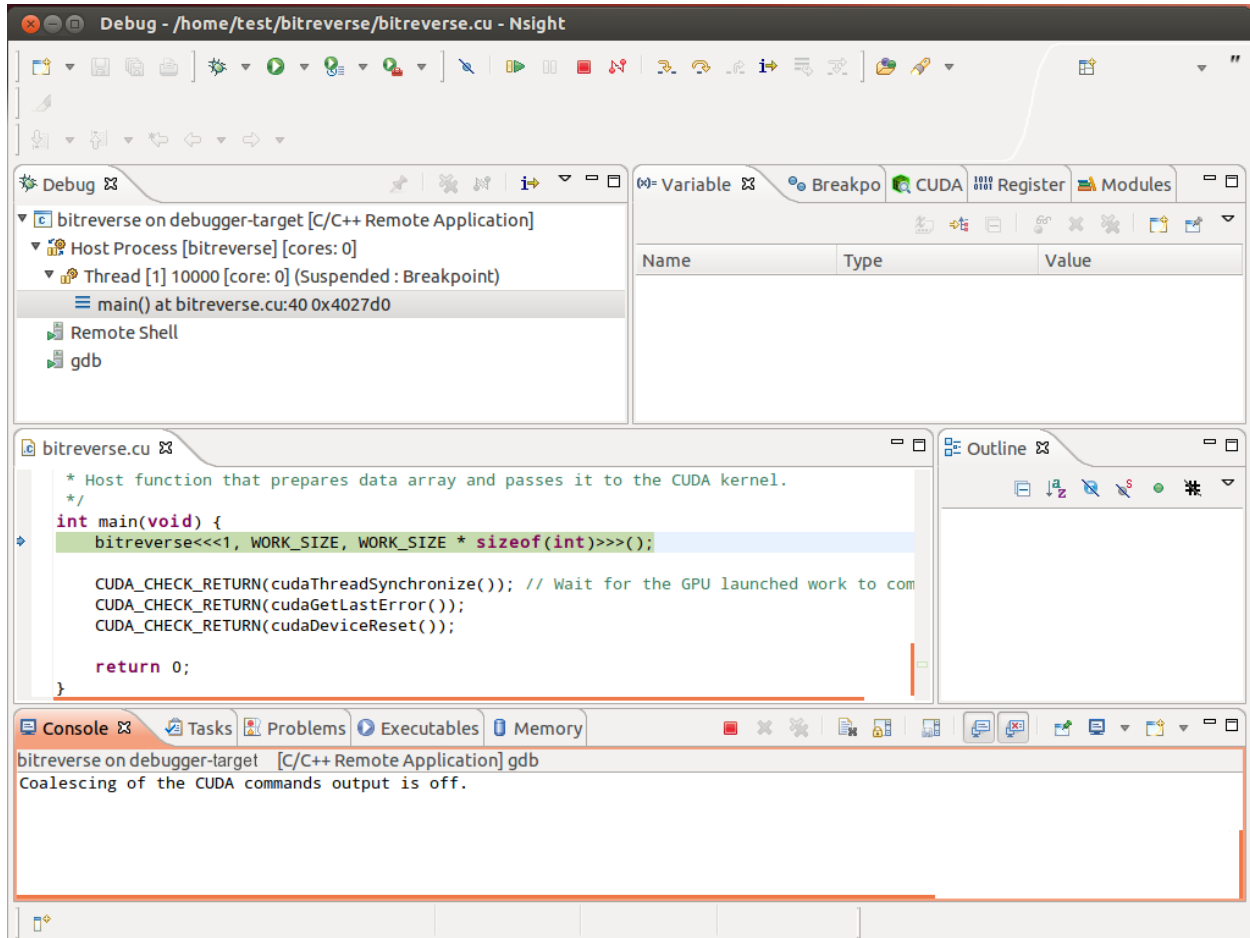 Debug - /home/test/bitreverse/bitreverse.cu - Nsight
Debug
(x)= Variable
Breakpo
CUDA
Register
Modules
bitreverse on debugger-target [C/C++ Remote Application]
Host Process [bitreverse] [cores: 0]
Thread [1] 10000 [core: 0] (Suspended : Breakpoint)
main() at bitreverse.cu:40 0x4027d0
Remote Shell
gdb
Name Type Value
bitreverse.cu
Outline
* Host function that prepares data array and passes it to the CUDA kernel.
*/
int main(void) {
bitreverse<<<1, WORK_SIZE, WORK_SIZE * sizeof(int)>>>();
CUDA_CHECK_RETURN(cudaThreadSynchronize()); // Wait for the GPU launched work to com
CUDA_CHECK_RETURN(cudaGetLastError());
CUDA_CHECK_RETURN(cudaDeviceReset());
return 0;
}
Console
Tasks
Problems
Executables
Memory
bitreverse on debugger-target [C/C++ Remote Application] gdb
Coalescing of the CUDA commands output is off.